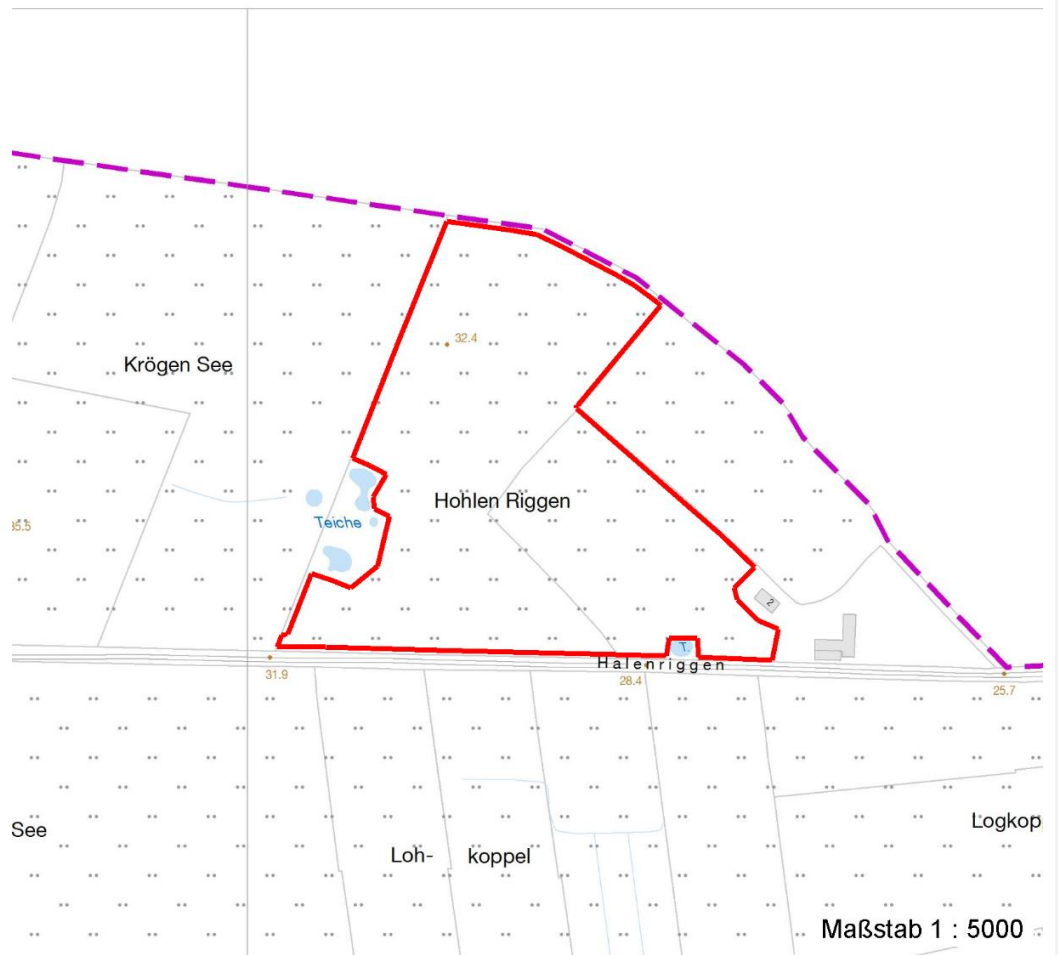 32.4
Krögen See
Hohlen Riggen
35.5
Teiche
2
T.
Halenriggen
31.9
28.4
25.7
See
Logkop
Loh- koppel
Maßstab 1 : 5000